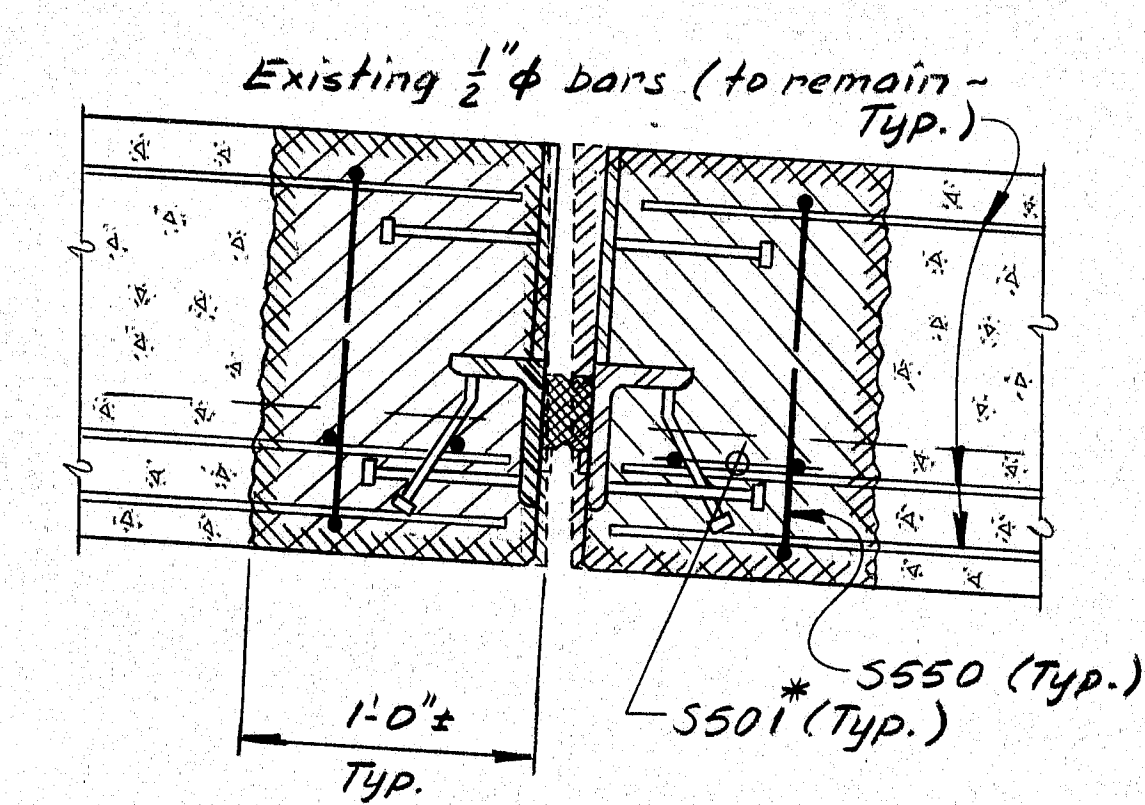 Existing 1/2"ϕ bars (to remain ~
Typ.)
S550 (Typ.)
S501* (Typ.)
1'-0"±
Typ.